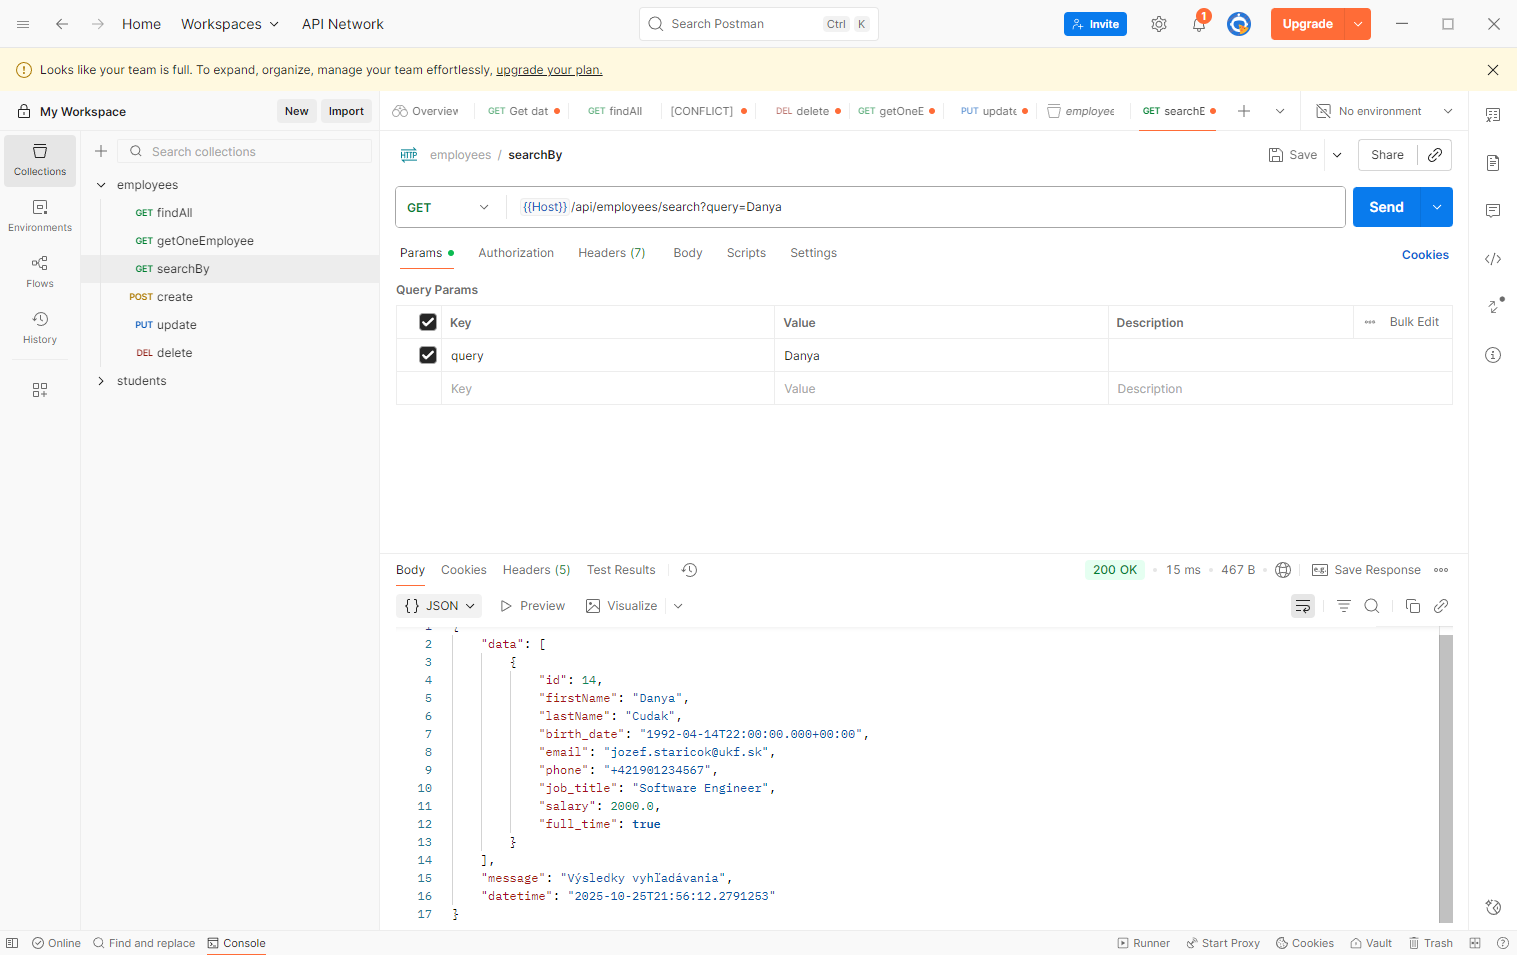 Home Workspaces API Network Search Postman Ctrl K Invite 1 Upgrade
Looks like your team is full. To expand, organize, manage your team effortlessly, upgrade your plan.
My Workspace New Import
Overview GET Get dat GET findAll [CONFLICT] DEL delete GET getOneE PUT update employee GET searchE No environment
Search collections
Collections
Environments
Flows
History
employees
GET findAll
GET getOneEmployee
GET searchBy
POST create
PUT update
DEL delete
students
HTTP employees / searchBy Save Share
GET {{Host}} /api/employees/search?query=Danya Send
Params Authorization Headers (7) Body Scripts Settings Cookies
Query Params
Key Value Description Bulk Edit
query Danya
Key Value Description
Body Cookies Headers (5) Test Results 200 OK 15 ms 467 B e.g. Save Response
{} JSON Preview Visualize
1 {
2 "data": [
3 {
4 "id": 14,
5 "firstName": "Danya",
6 "lastName": "Cudak",
7 "birth_date": "1992-04-14T22:00:00.000+00:00",
8 "email": "jozef.staricok@ukf.sk",
9 "phone": "+421901234567",
10 "job_title": "Software Engineer",
11 "salary": 2000.0,
12 "full_time": true
13 }
14 ],
15 "message": "Výsledky vyhľadávania",
16 "datetime": "2025-10-25T21:56:12.2791253"
17 }
Online Find and replace Console Runner Start Proxy Cookies Vault Trash